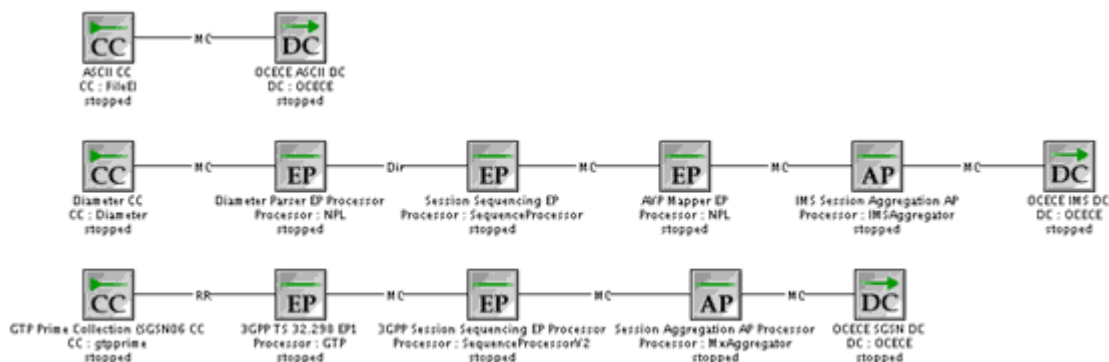 CC MC DC
ASCII CC OCECE ASCII DC
CC : FileEI DC : OCECE
stopped stopped
CC MC EP Dir EP MC EP MC AP MC DC
Diameter CC Diameter Parser EP Processor Session Sequencing EP AVP Mapper EP IMS Session Aggregation AP OCECE IMS DC
CC : Diameter Processor : NPL Processor : SequenceProcessor Processor : NPL Processor : IMSAggregator DC : OCECE
stopped stopped stopped stopped stopped stopped
CC RR EP MC EP MC AP MC DC
GTP Prime Collection (SGSN06 CC 3GPP TS 32.298 EP1 3GPP Session Sequencing EP Processor Session Aggregation AP Processor OCECE SGSN DC
CC : gtpprime Processor : GTP Processor : SequenceProcessorV2 Processor : MxAggregator DC : OCECE
stopped stopped stopped stopped stopped